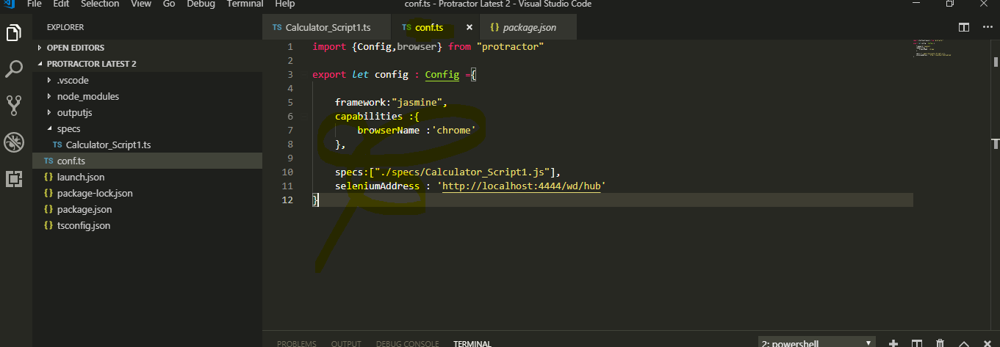 File Edit Selection View Go Debug Terminal Help conf.ts - Protractor Latest 2 - Visual Studio Code
EXPLORER
OPEN EDITORS
PROTRACTOR LATEST 2
.vscode
node_modules
outputjs
specs
TS Calculator_Script1.ts
TS conf.ts
{} launch.json
{} package-lock.json
{} package.json
{} tsconfig.json
TS Calculator_Script1.ts TS conf.ts × {} package.json ...
1 import {Config,browser} from "protractor"
2
3 export let config : Config ={
4
5 framework:"jasmine",
6 capabilities :{
7 browserName :'chrome'
8 },
9
10 specs:["./specs/Calculator_Script1.js"],
11 seleniumAddress : 'http://localhost:4444/wd/hub'
12 }
PROBLEMS OUTPUT DEBUG CONSOLE TERMINAL 2: powershell